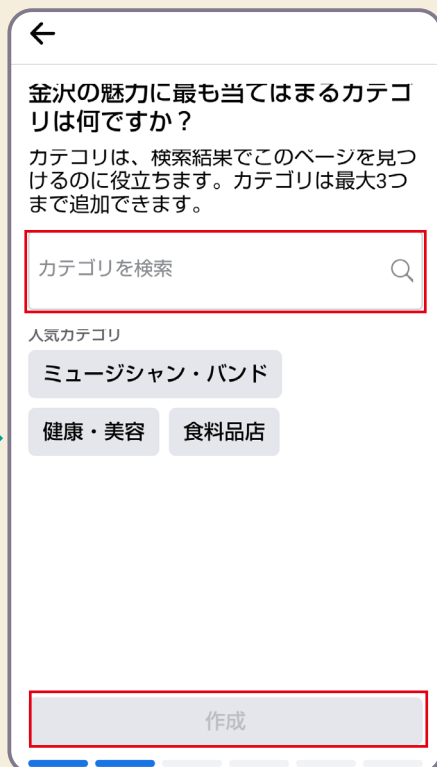 金沢の魅力に最も当てはまるカテゴ
リは何ですか？
カテゴリは、検索結果でこのページを見つ
けるのに役立ちます。カテゴリは最大3つ
まで追加できます。
カテゴリを検索
人気カテゴリ
ミュージシャン・バンド
健康・美容 食料品店
作成